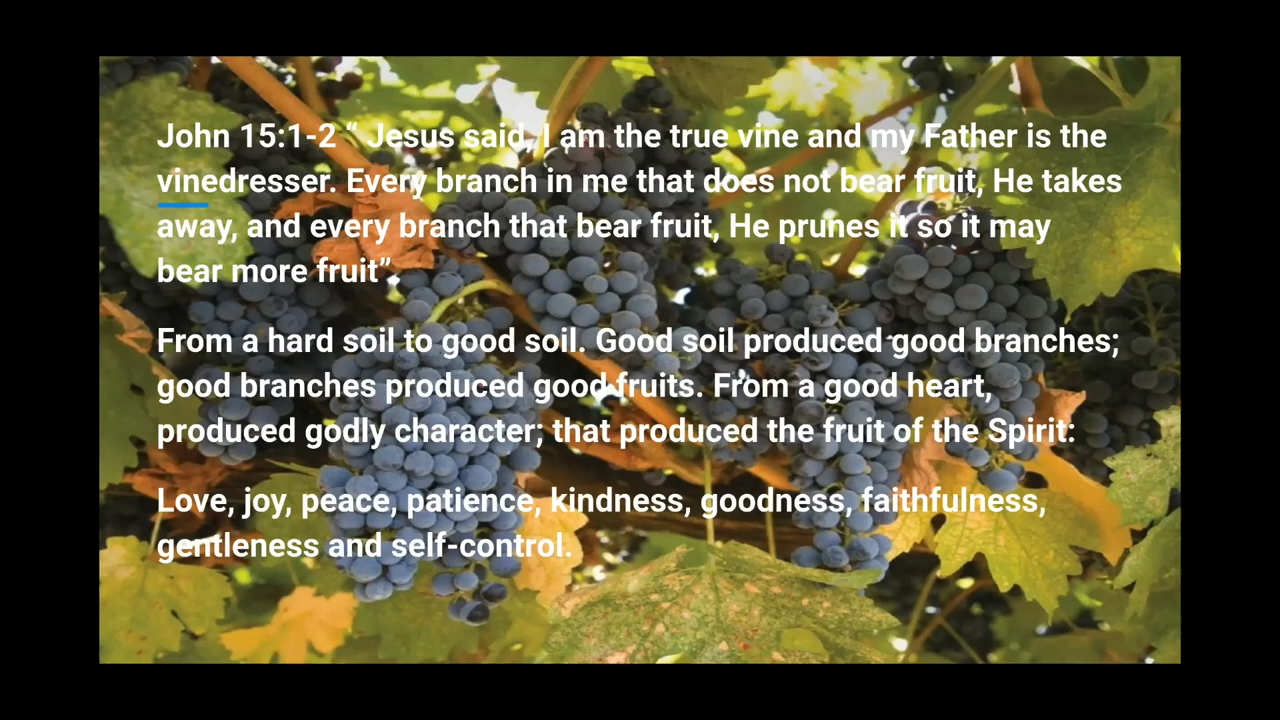 John 15:1-2 “ Jesus said, I am the true vine and my Father is the
vinedresser. Every branch in me that does not bear fruit, He takes
away, and every branch that bear fruit, He prunes it so it may
bear more fruit”.
From a hard soil to good soil. Good soil produced good branches;
good branches produced good fruits. From a good heart,
produced godly character; that produced the fruit of the Spirit:
Love, joy, peace, patience, kindness, goodness, faithfulness,
gentleness and self-control.